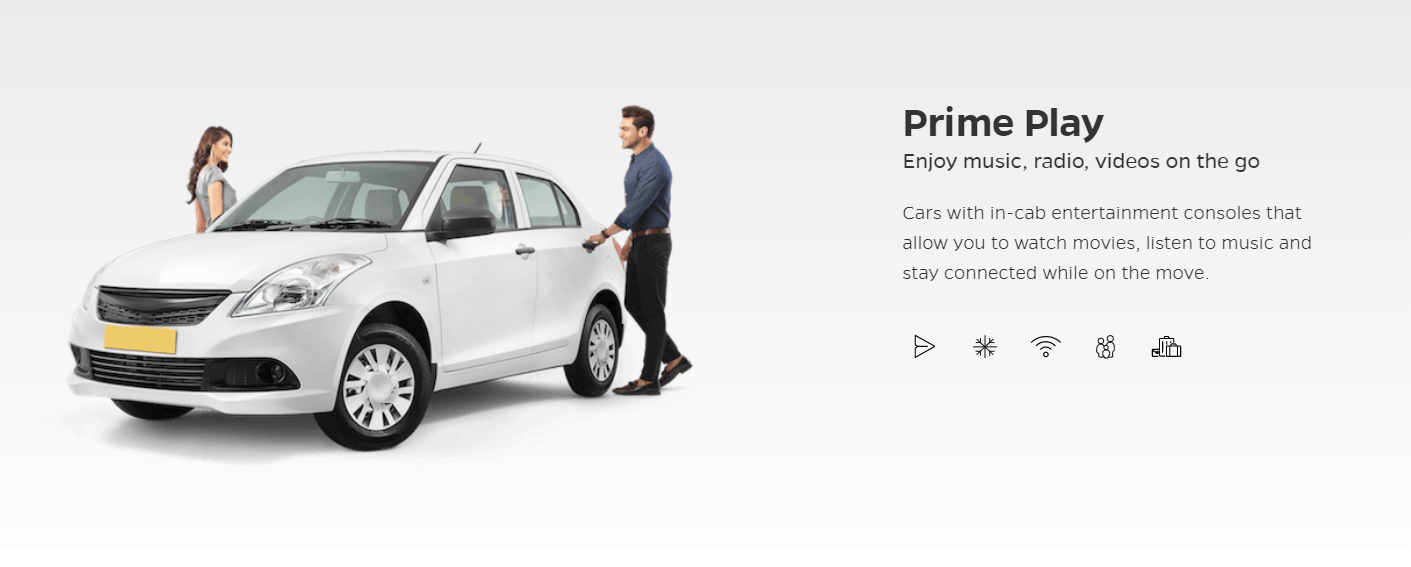 Prime Play
Enjoy music, radio, videos on the go
Cars with in-cab entertainment consoles that
allow you to watch movies, listen to music and
stay connected while on the move.